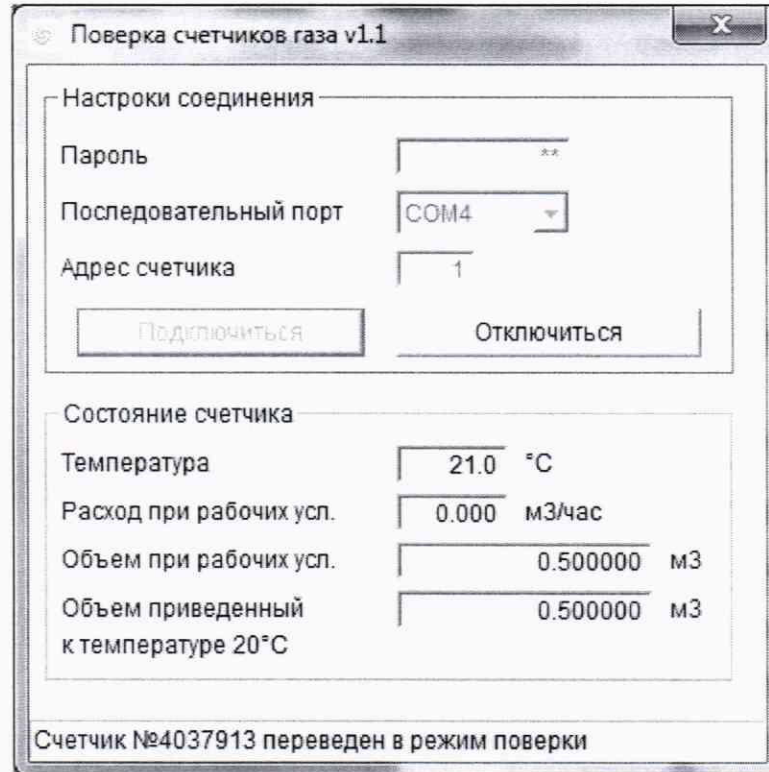 Поверка счетчиков газа v1.1
Настроки соединения
Пароль **
Последовательный порт COM4
Адрес счетчика 1
Подключиться Отключиться
Состояние счетчика
Температура 21.0 °C
Расход при рабочих усл. 0.000 м3/час
Объем при рабочих усл. 0.500000 м3
Объем приведенный 0.500000 м3
к температуре 20°C
Счетчик №4037913 переведен в режим поверки